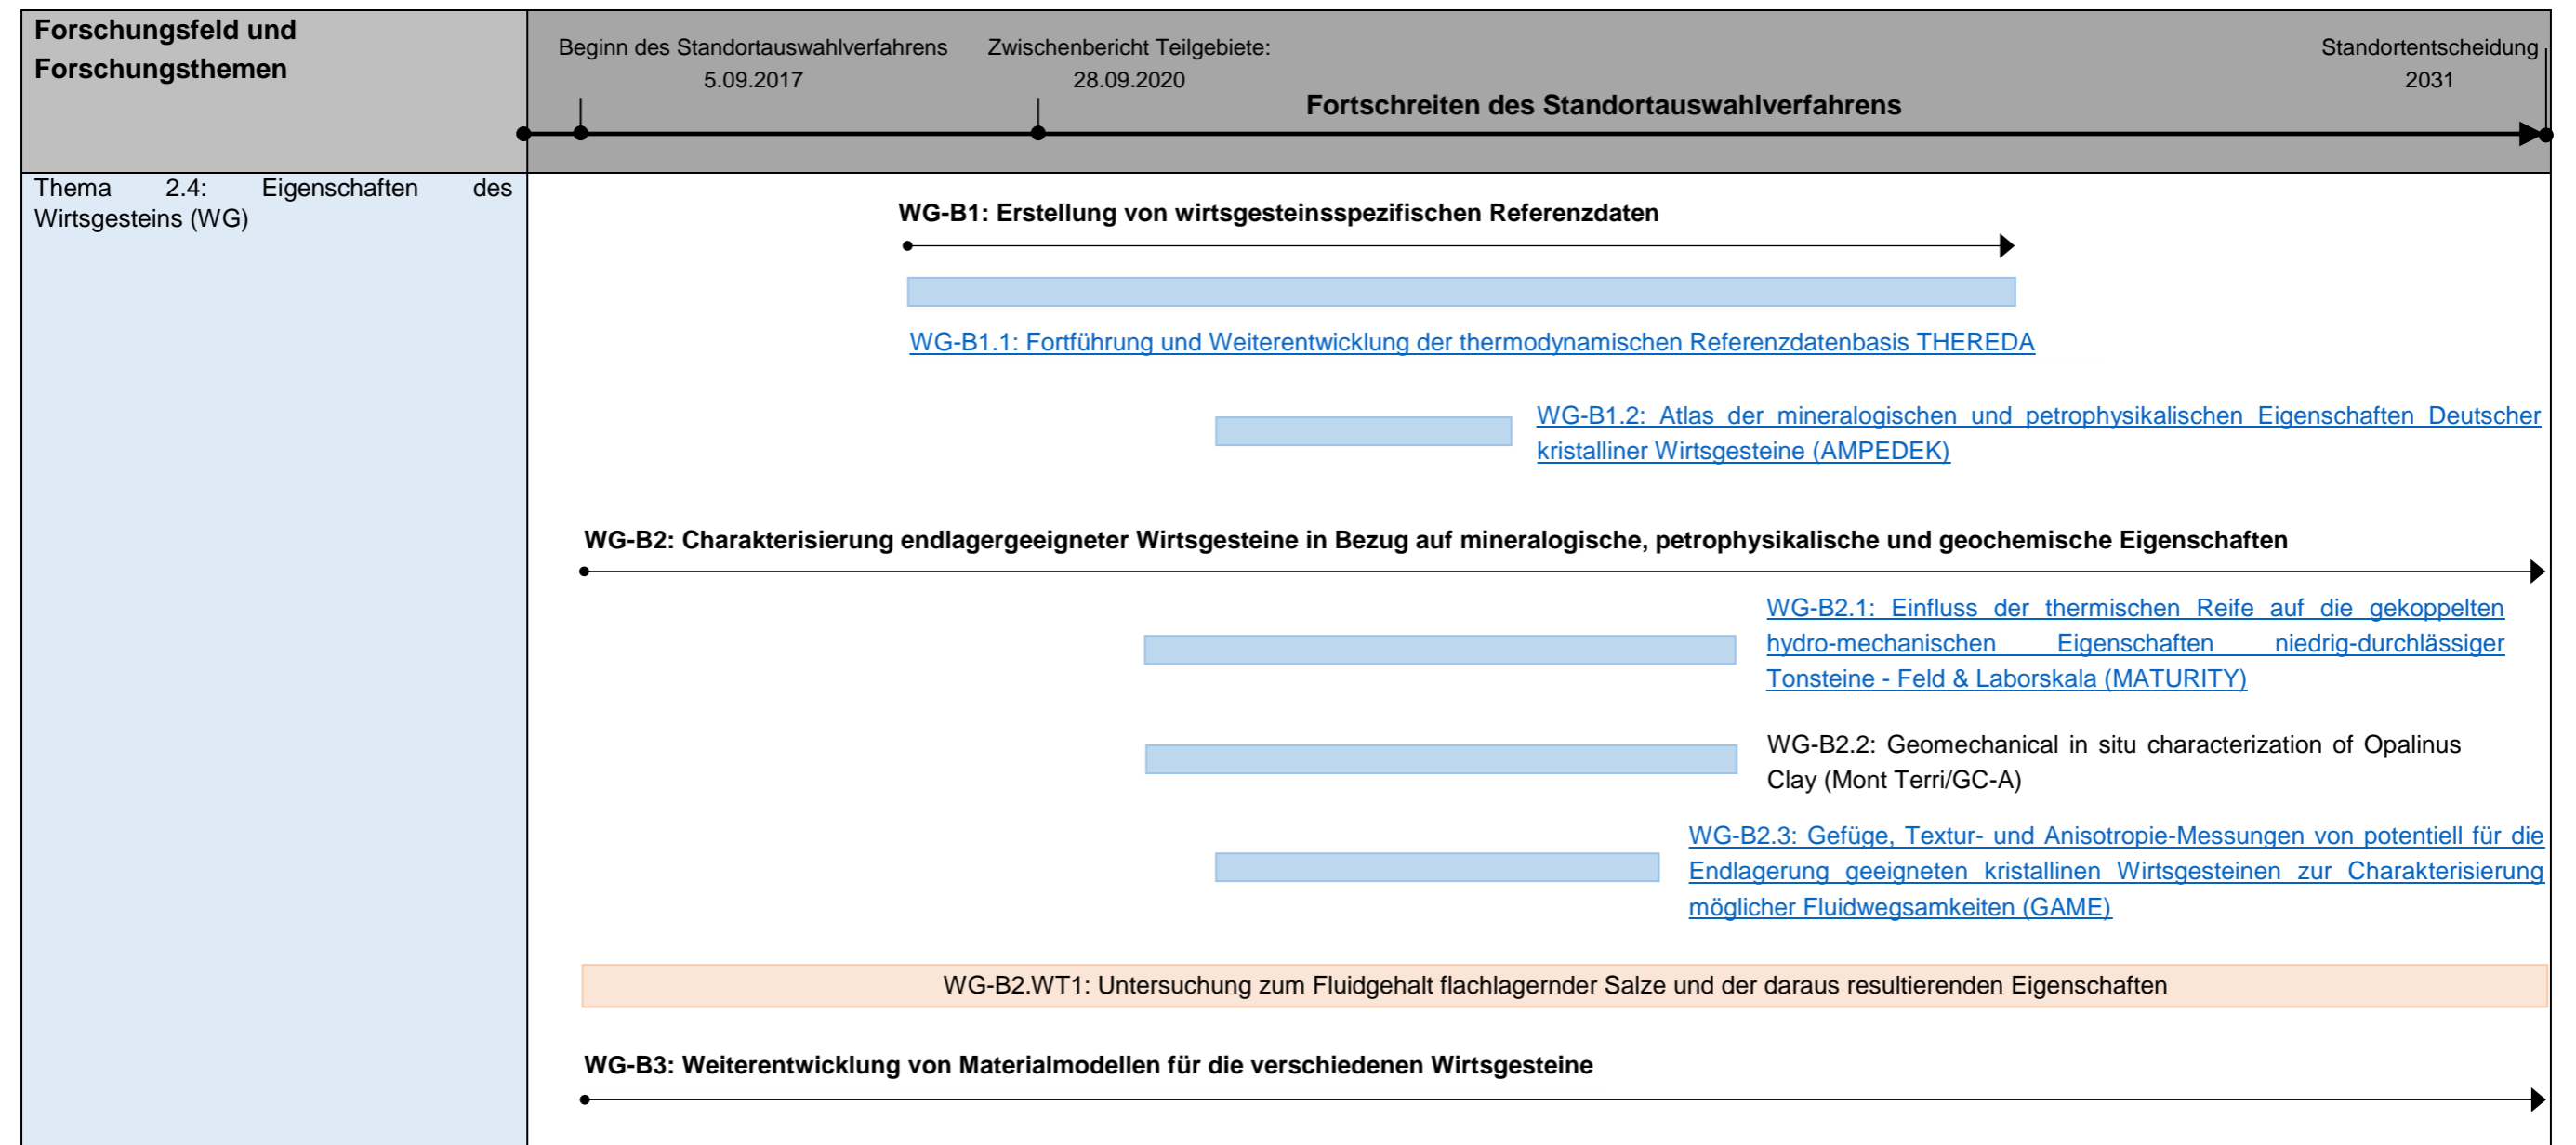 Forschungsfeld und
Forschungsthemen
Beginn des Standortauswahlverfahrens
5.09.2017
Zwischenbericht Teilgebiete:
28.09.2020
Standortentscheidung
2031
Fortschreiten des Standortauswahlverfahrens
Thema 2.4: Eigenschaften des
Wirtsgesteins (WG)
WG-B1: Erstellung von wirtsgesteinsspezifischen Referenzdaten
WG-B1.1: Fortführung und Weiterentwicklung der thermodynamischen Referenzdatenbasis THEREDA
WG-B1.2: Atlas der mineralogischen und petrophysikalischen Eigenschaften Deutscher
kristalliner Wirtsgesteine (AMPEDEK)
WG-B2: Charakterisierung endlagergeeigneter Wirtsgesteine in Bezug auf mineralogische, petrophysikalische und geochemische Eigenschaften
WG-B2.1: Einfluss der thermischen Reife auf die gekoppelten
hydro-mechanischen Eigenschaften niedrig-durchlässiger
Tonsteine - Feld & Laborskala (MATURITY)
WG-B2.2: Geomechanical in situ characterization of Opalinus
Clay (Mont Terri/GC-A)
WG-B2.3: Gefüge, Textur- und Anisotropie-Messungen von potentiell für die
Endlagerung geeigneten kristallinen Wirtsgesteinen zur Charakterisierung
möglicher Fluidwegsamkeiten (GAME)
WG-B2.WT1: Untersuchung zum Fluidgehalt flachlagernder Salze und der daraus resultierenden Eigenschaften
WG-B3: Weiterentwicklung von Materialmodellen für die verschiedenen Wirtsgesteine